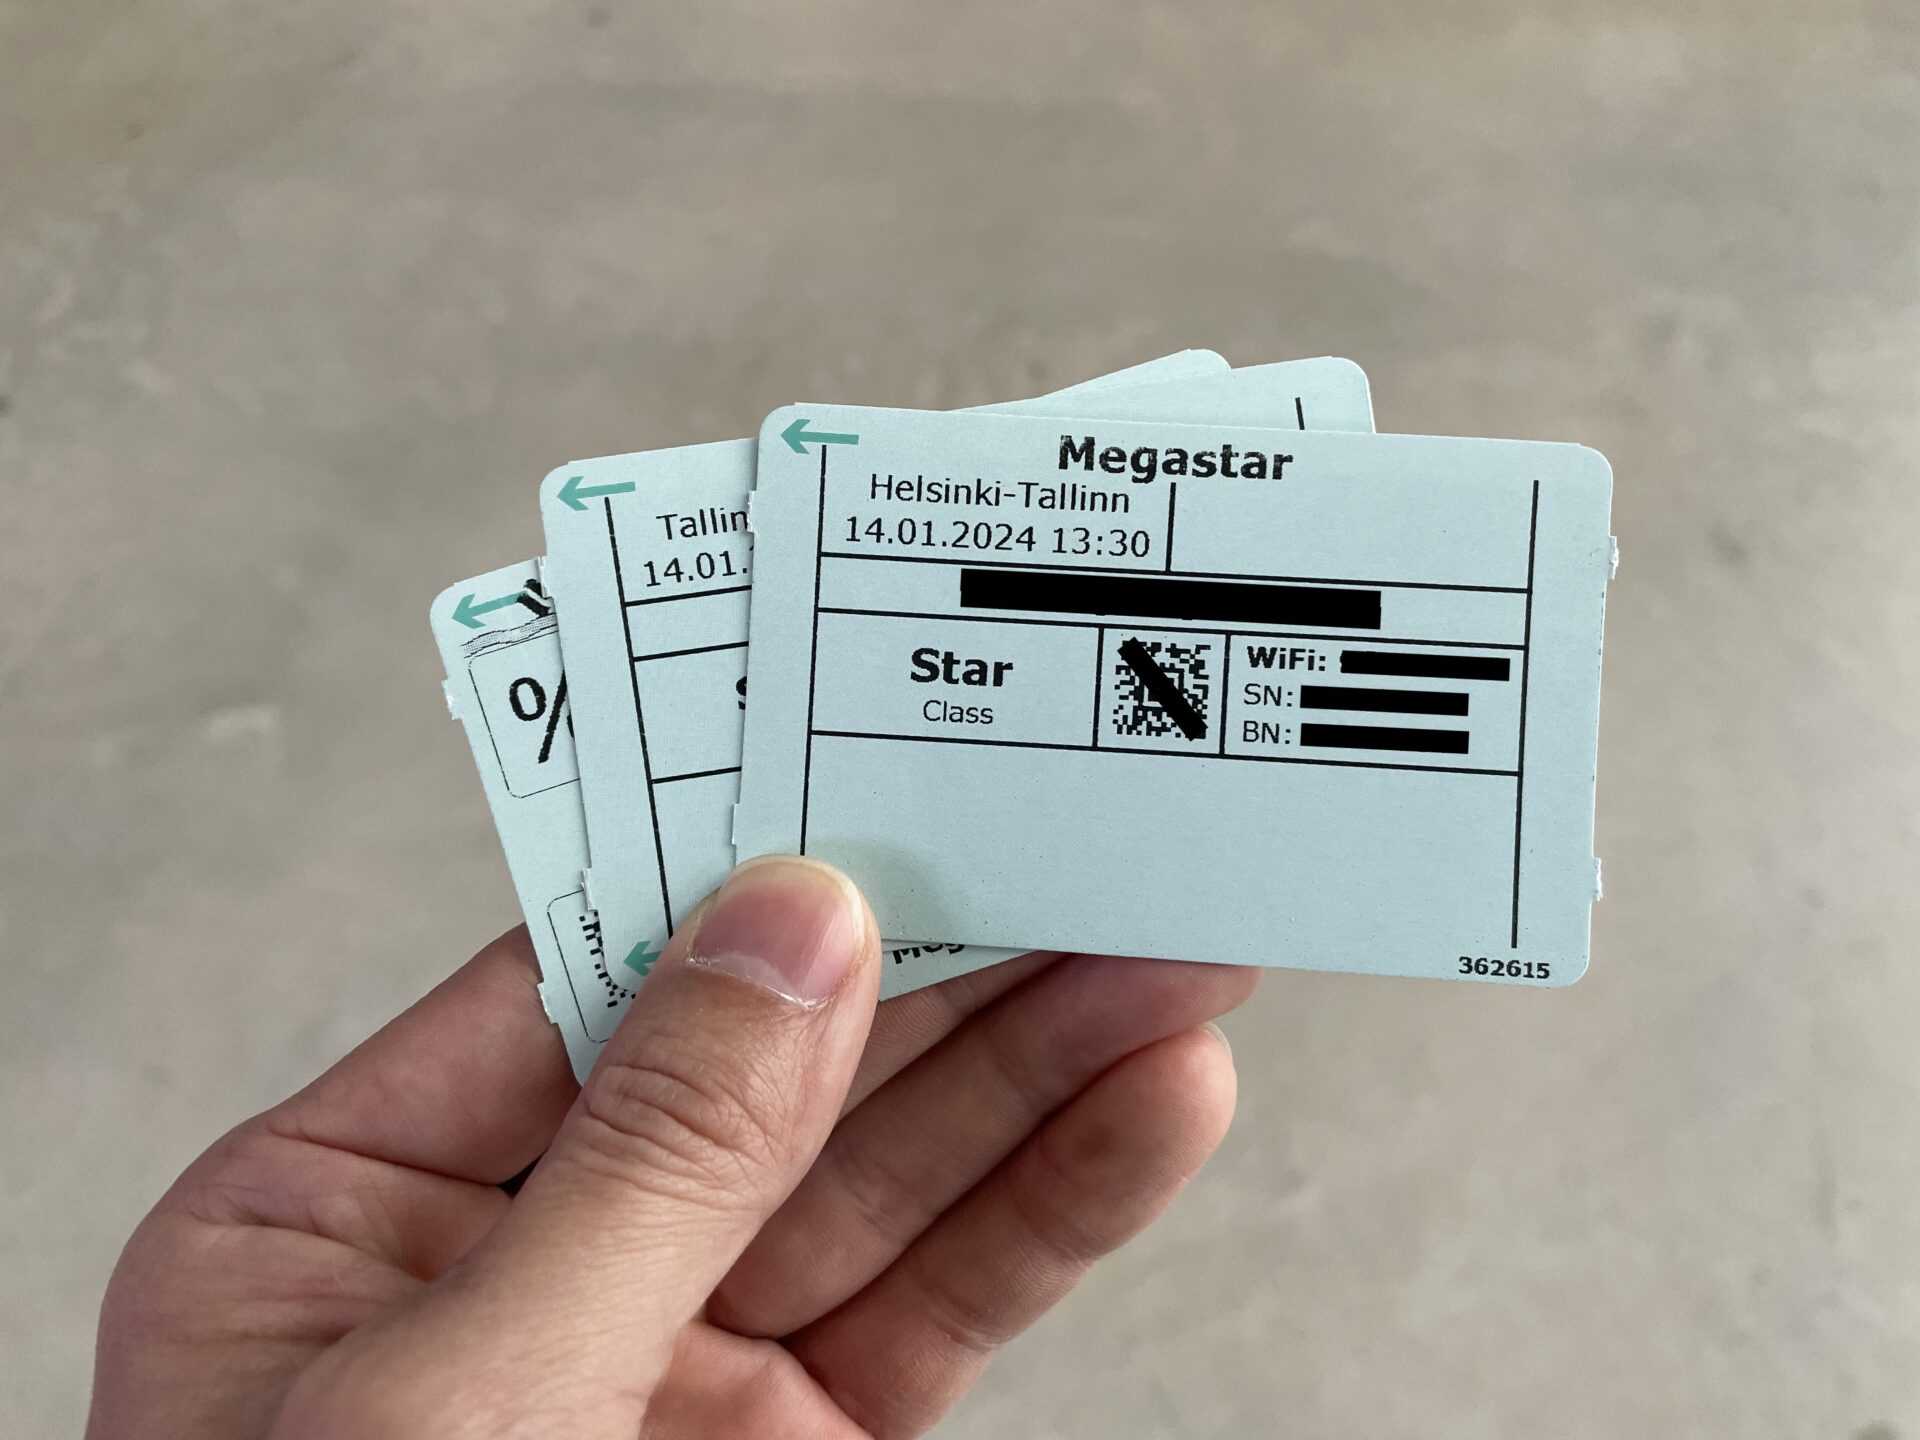 Megastar
Helsinki-Tallinn
14.01.2024 13:30
Star
Class
WiFi:
SN:
BN:
362615
Tallin
14.01.
%